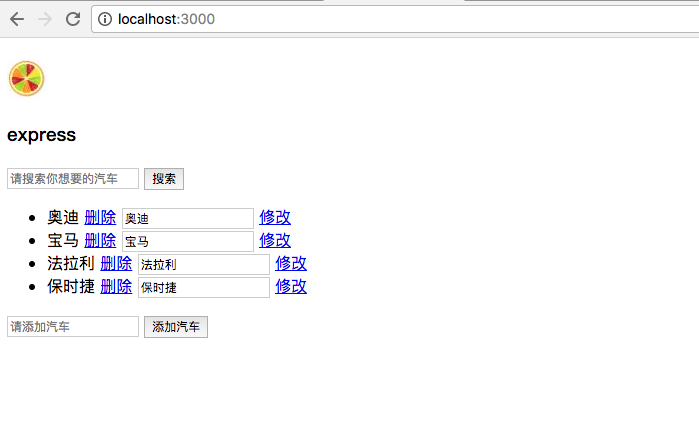 localhost:3000
express
请搜索你想要的汽车 搜索
奥迪 删除 奥迪 修改
宝马 删除 宝马 修改
法拉利 删除 法拉利 修改
保时捷 删除 保时捷 修改
请添加汽车 添加汽车